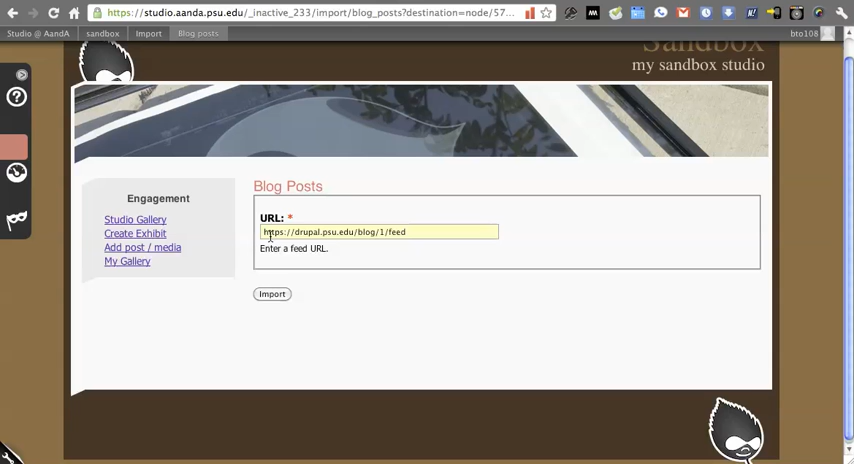 https://studio.aanda.psu.edu/_inactive_233/import/blog_posts?destination=node/57...
Studio @ AandA
sandbox
Import
Blog posts
bto108
Sandbox
my sandbox studio
Engagement
Studio Gallery
Create Exhibit
Add post / media
My Gallery
Blog Posts
URL: *
https://drupal.psu.edu/blog/1/feed
Enter a feed URL.
Import